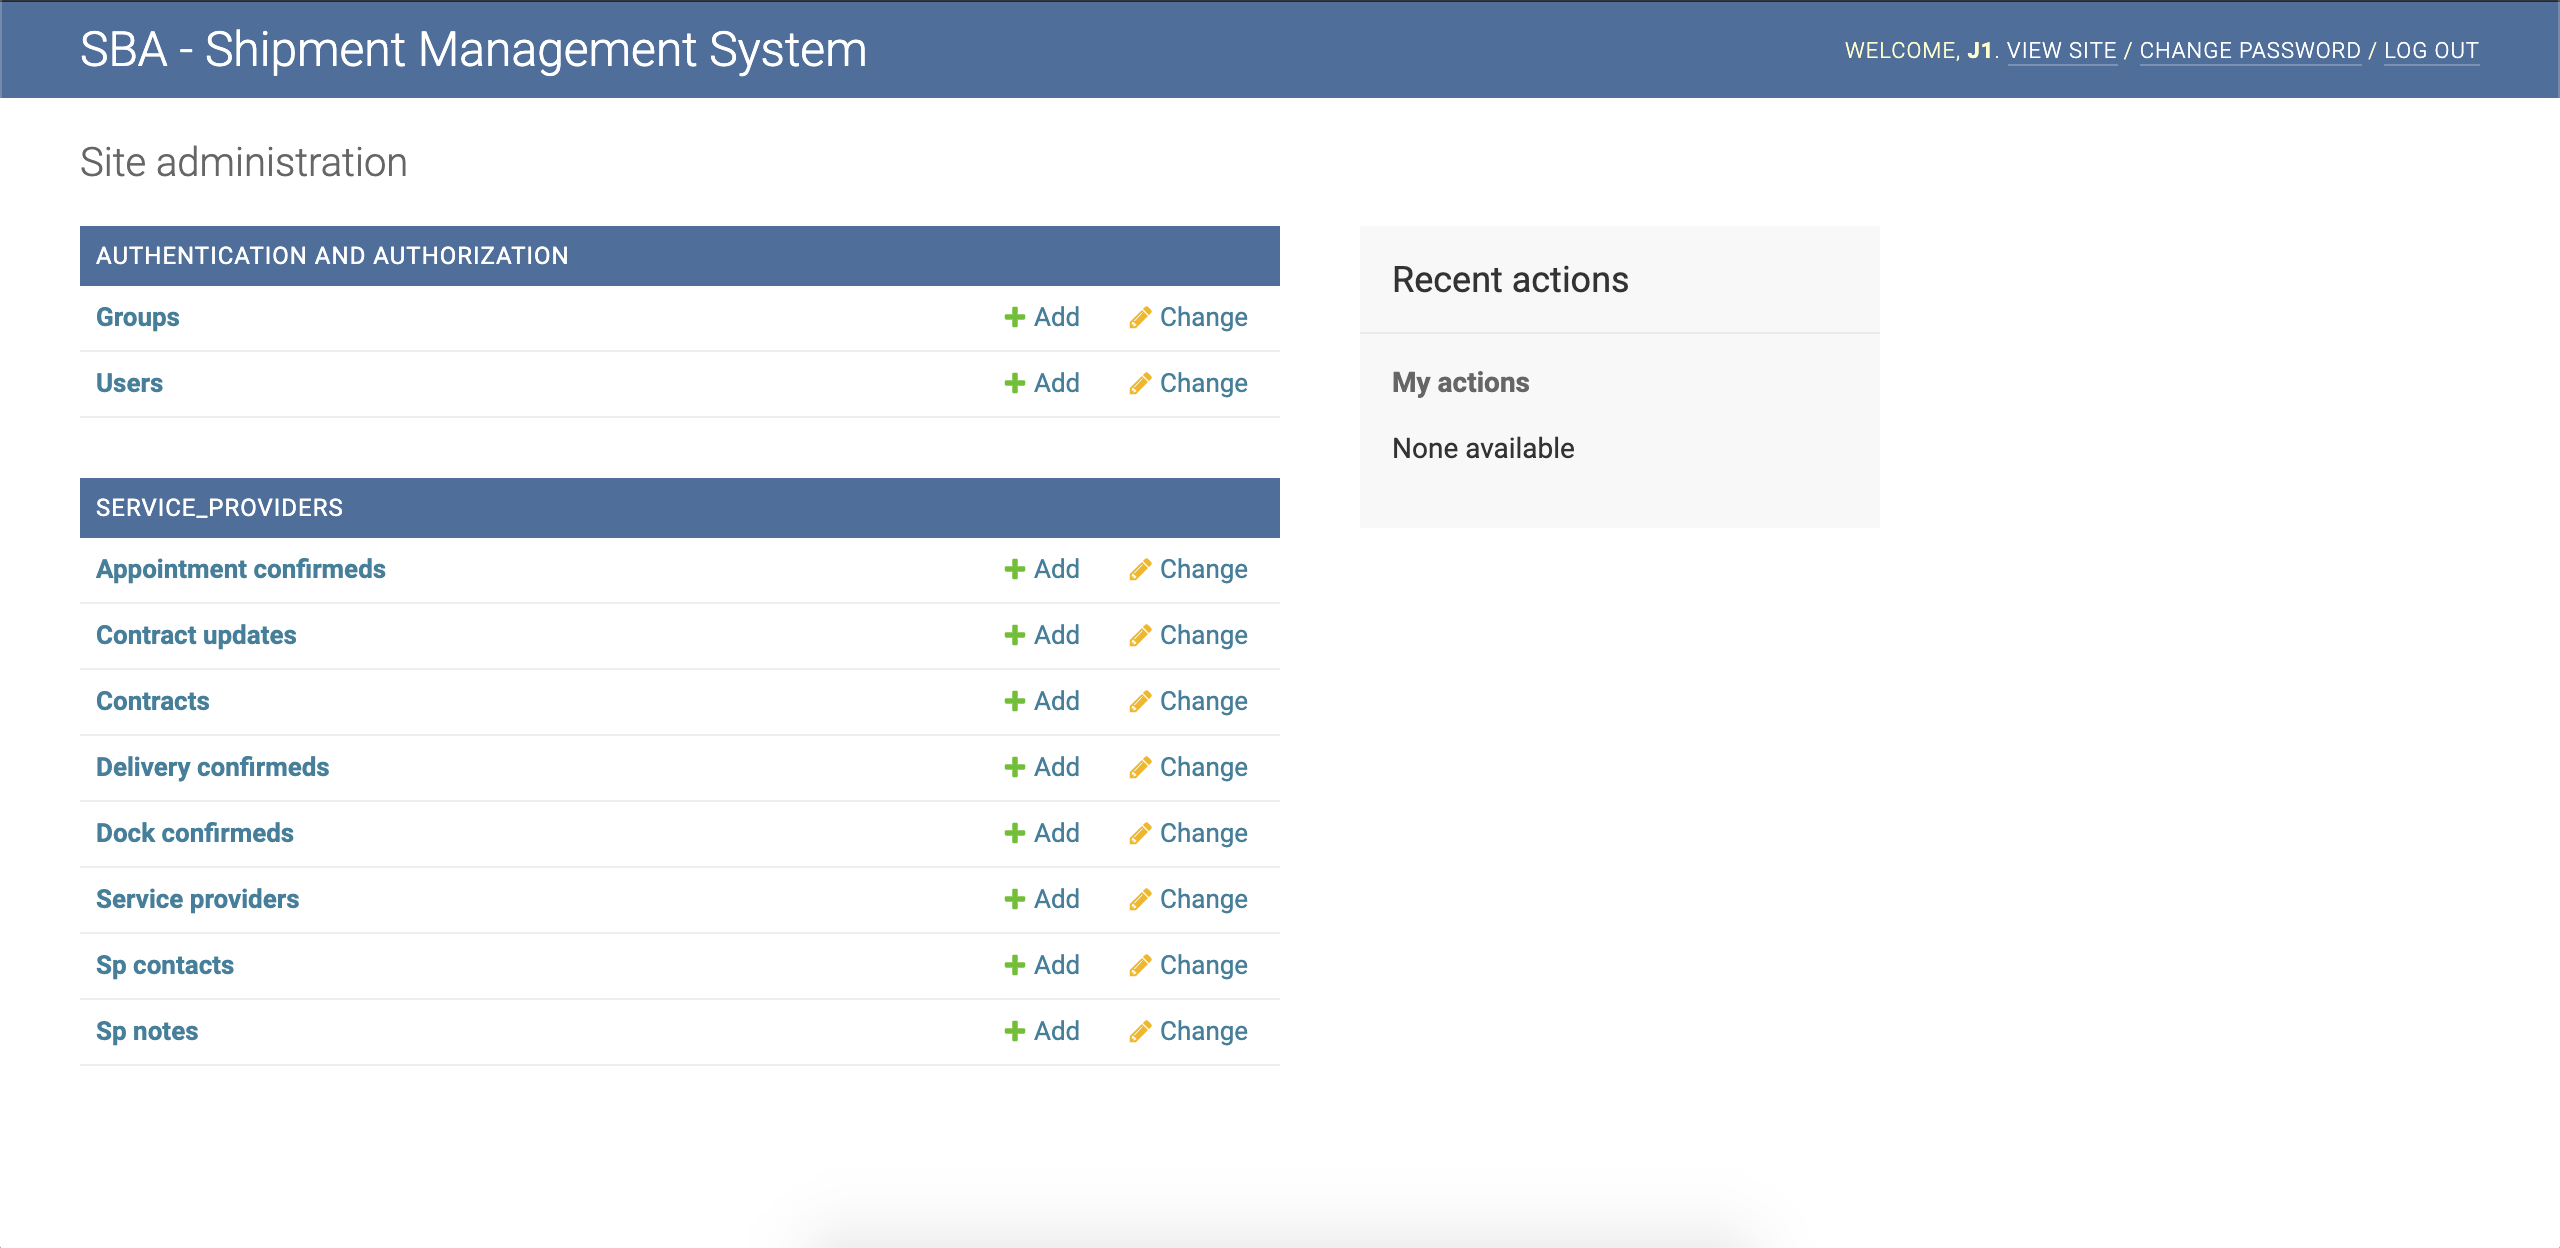 SBA - Shipment Management System
WELCOME, J1. VIEW SITE / CHANGE PASSWORD / LOG OUT
Site administration
AUTHENTICATION AND AUTHORIZATION
Groups Add Change
Users Add Change
SERVICE_PROVIDERS
Appointment confirmeds Add Change
Contract updates Add Change
Contracts Add Change
Delivery confirmeds Add Change
Dock confirmeds Add Change
Service providers Add Change
Sp contacts Add Change
Sp notes Add Change
Recent actions
My actions
None available